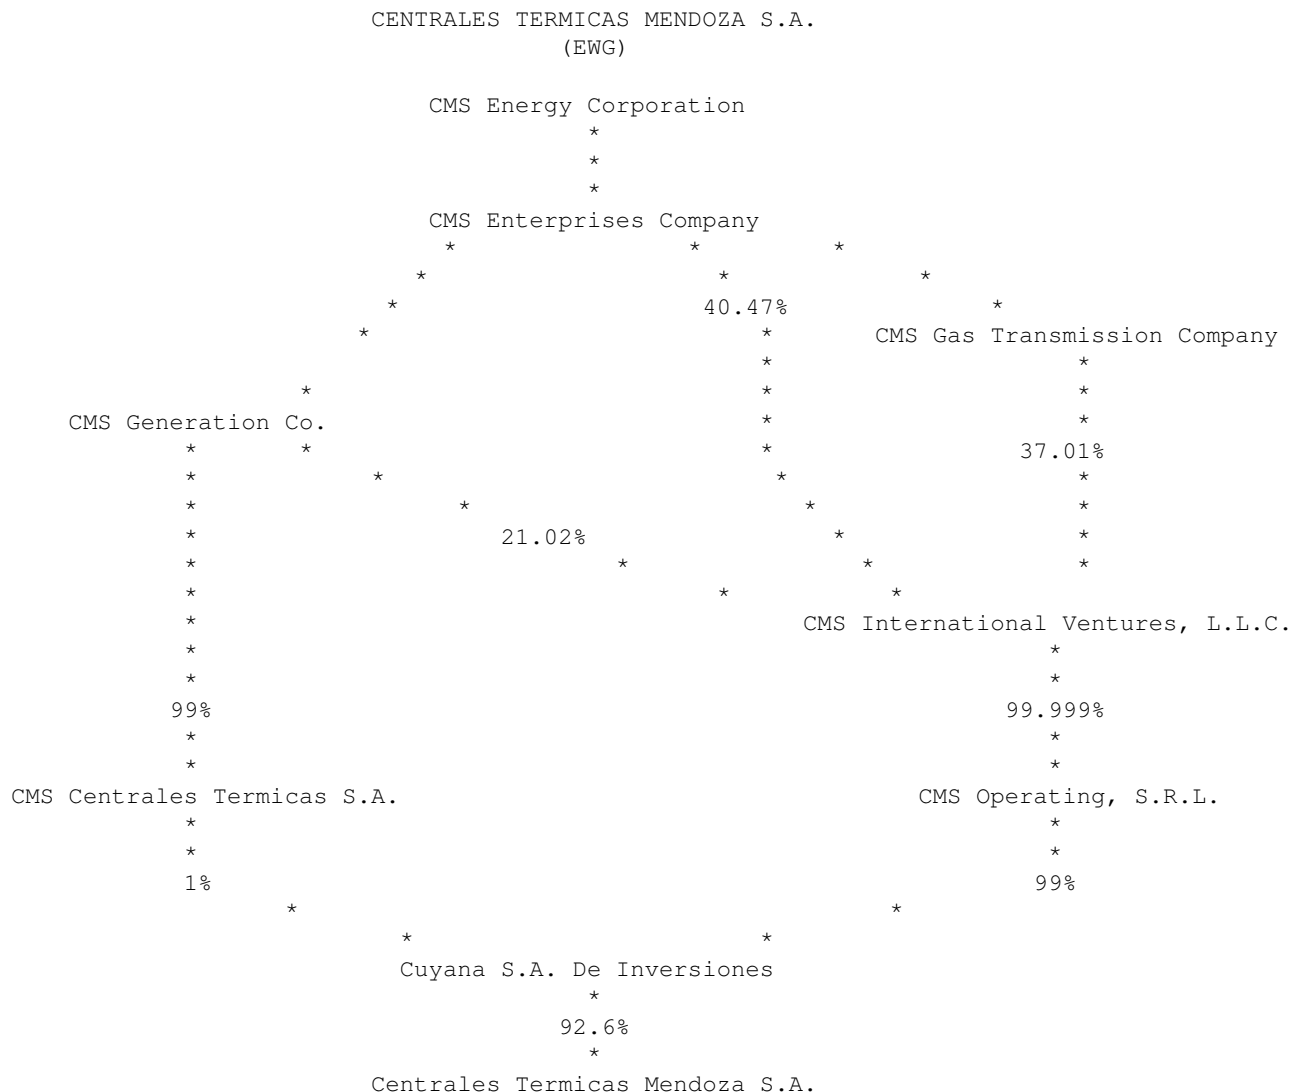 CENTRALES TERMICAS MENDOZA S.A.
(EWG)
CMS Energy Corporation
*
*
*
CMS Enterprises Company
* * *
* * *
* 40.47% *
* * CMS Gas Transmission Company
* *
* * *
CMS Generation Co. * *
* * * 37.01%
* * * *
* * * *
* 21.02% * *
* * * *
* * *
* CMS International Ventures, L.L.C.
* *
* *
99% 99.999%
* *
* *
CMS Centrales Termicas S.A. CMS Operating, S.R.L.
* *
* *
1% 99%
* *
* *
Cuyana S.A. De Inversiones
*
92.6%
*
Centrales Termicas Mendoza S.A.